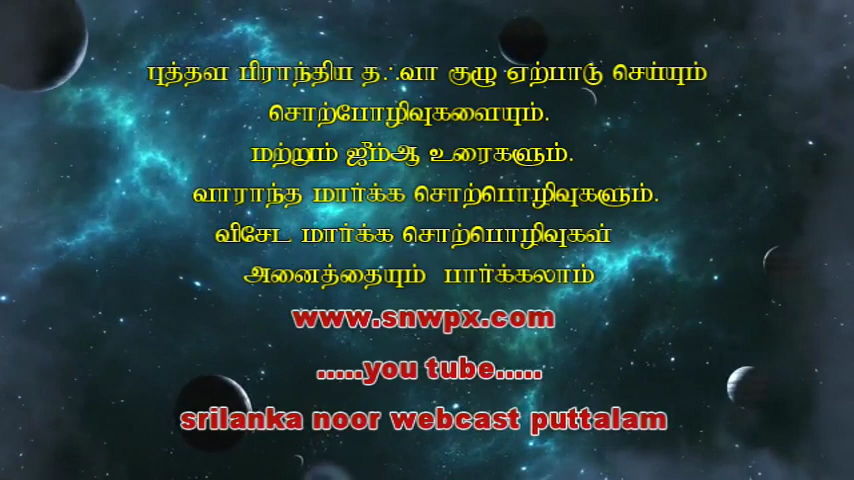 புத்தள பிராந்திய த.்.வா குழு ஏற்பாடு செய்யும்
சொற்போழிவுகளையும்.
மற்றும் ஜீம்ஆ உரைகளும்.
வாராந்த மார்க்க சொற்பொழிவுகளும்.
விசேட மார்க்க சொற்பொழிவுகள்
அனைத்தையும் பார்க்கலாம்
www.snwpx.com
.....you tube.....
srilanka noor webcast puttalam